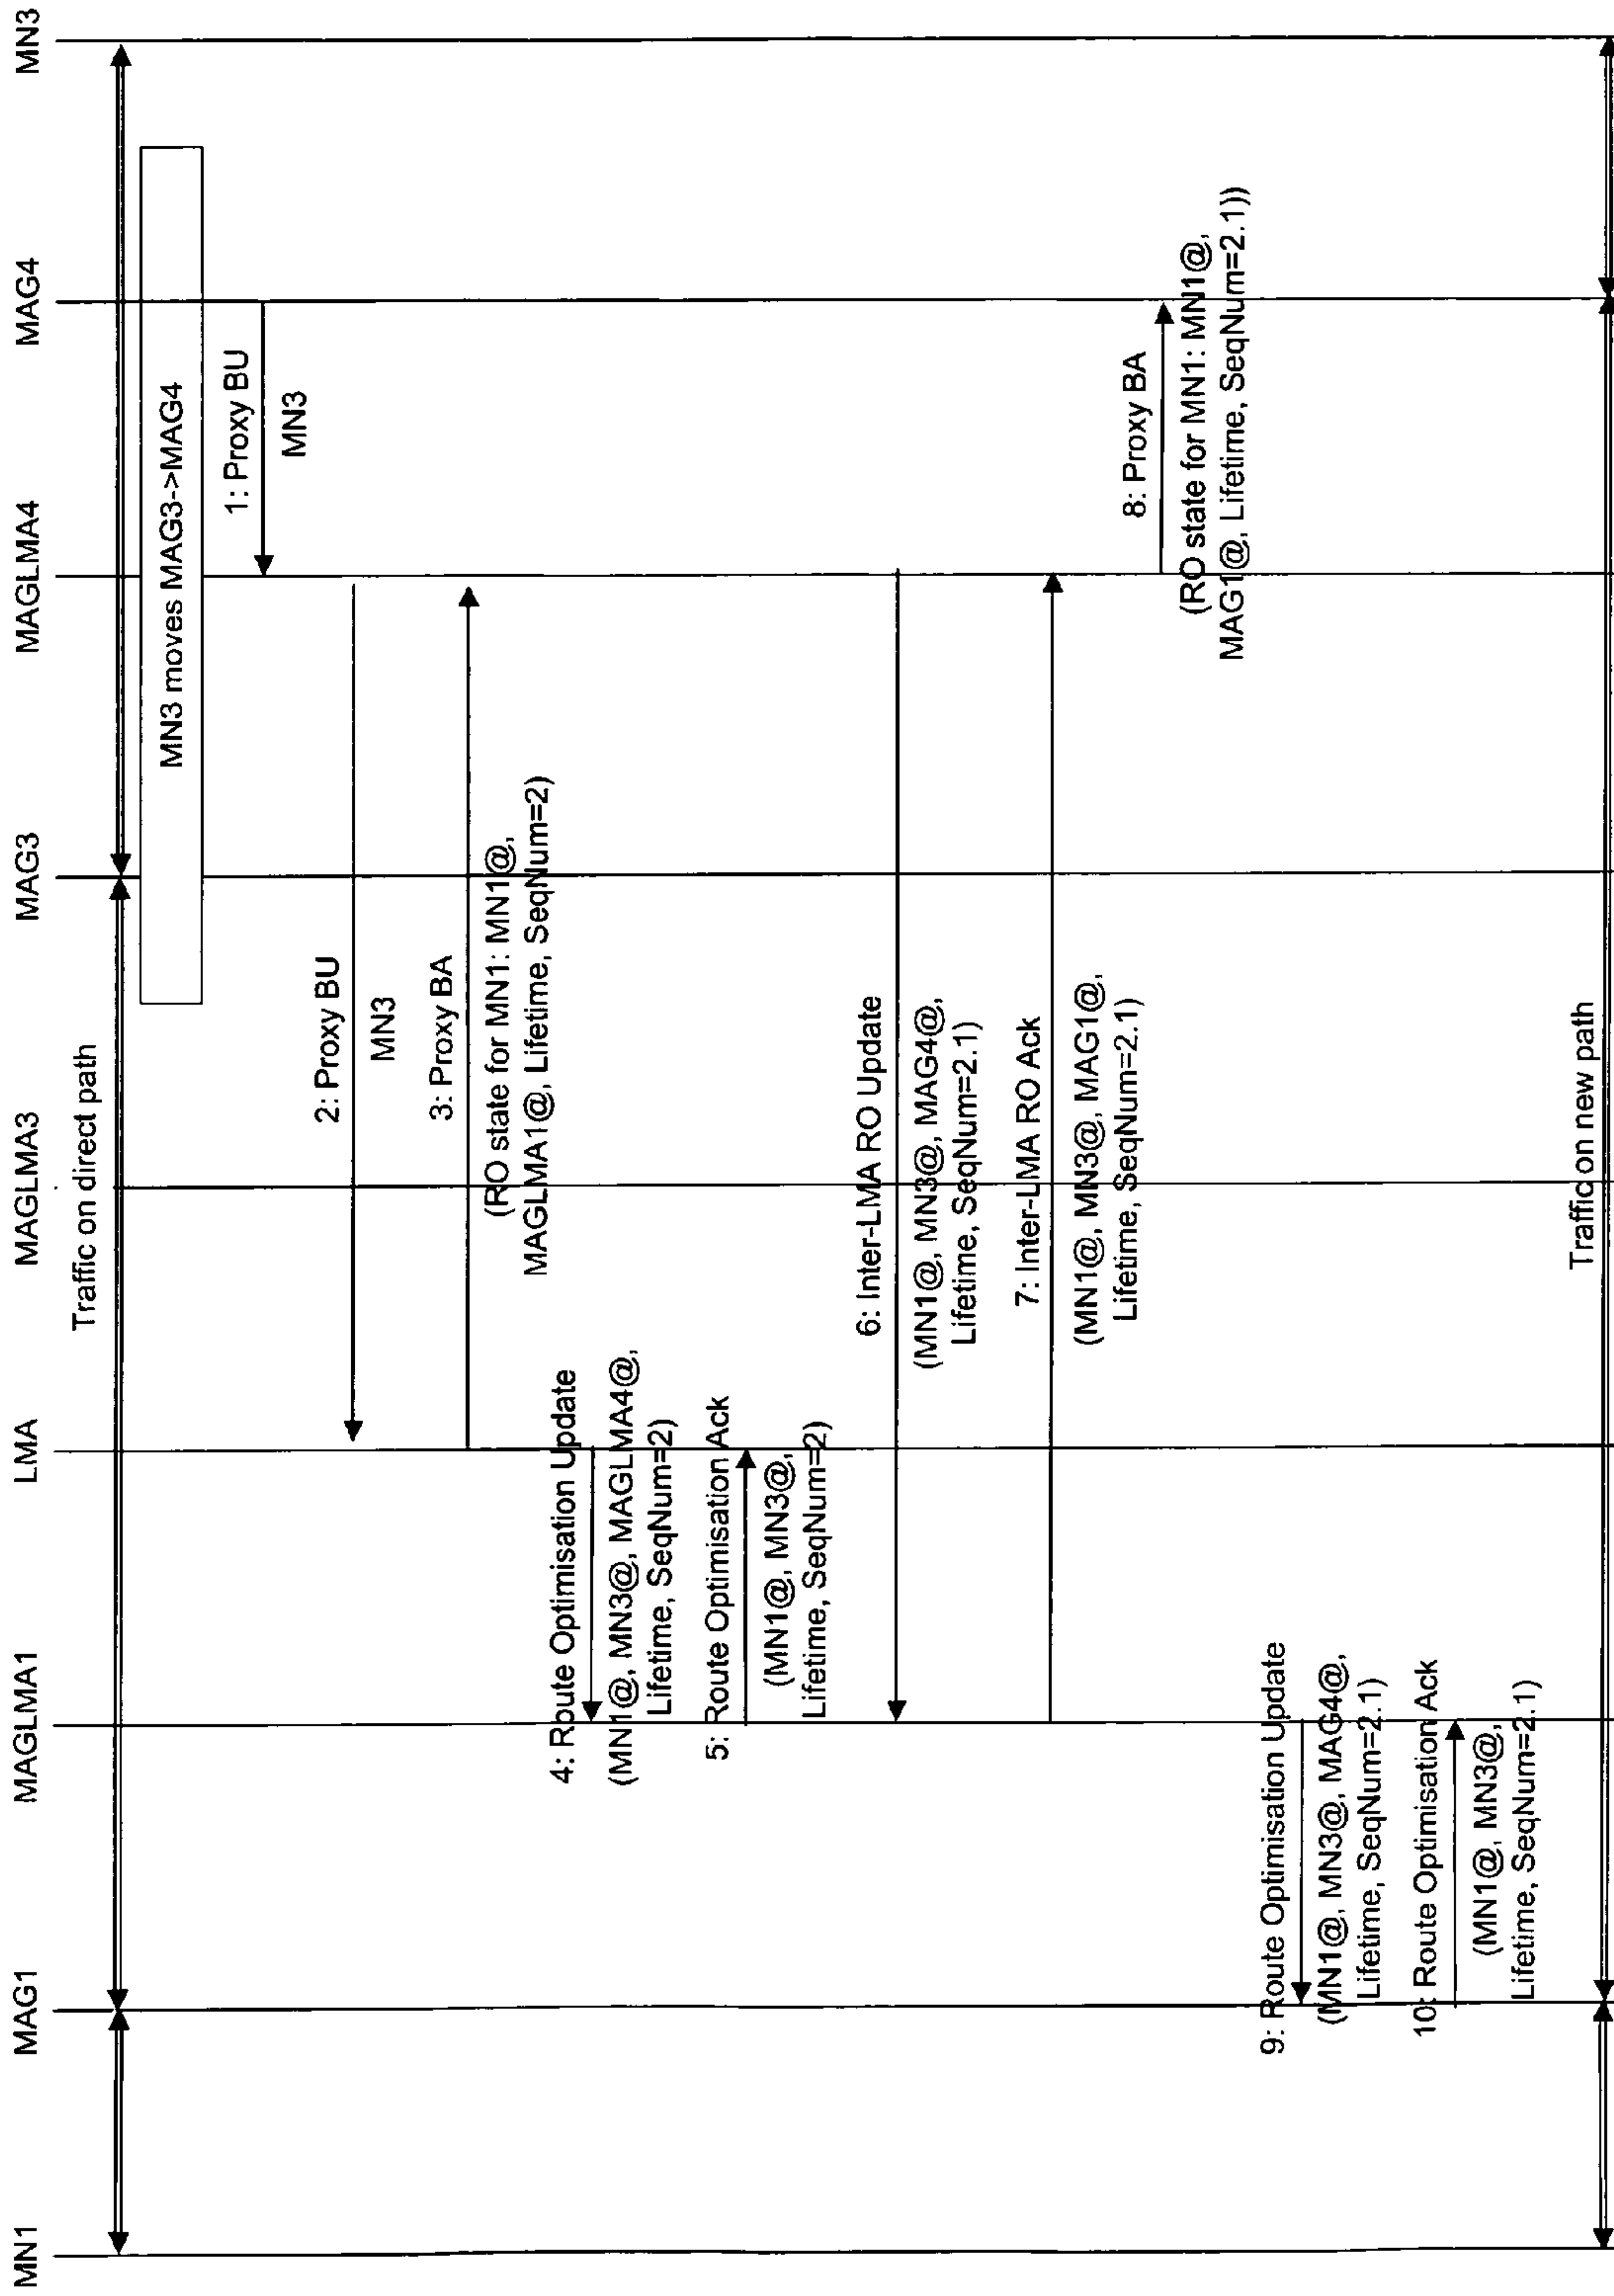 MN1
MAG1
MAGLMA1
LMA
MAGLMA3
MAG3
MAGLMA4
MAG4
MN3
Traffic on direct path
MN3 moves MAG3->MAG4
1: Proxy BU
MN3
2: Proxy BU
MN3
3: Proxy BA
(RO state for MN1: MN1@,
MAGLMA1@, Lifetime, SeqNum=2)
4: Route Optimisation Update
(MN1@, MN3@, MAGLMA4@,
Lifetime, SeqNum=2)
5: Route Optimisation Ack
(MN1@, MN3@,
Lifetime, SeqNum=2)
6: Inter-LMA RO Update
(MN1@, MN3@, MAG4@,
Lifetime, SeqNum=2.1)
7: Inter-LMA RO Ack
(MN1@, MN3@, MAG1@,
Lifetime, SeqNum=2.1)
8: Proxy BA
(RO state for MN1: MN1@,
MAG1@, Lifetime, SeqNum=2.1))
9: Route Optimisation Update
(MN1@, MN3@, MAG4@,
Lifetime, SeqNum=2.1)
10: Route Optimisation Ack
(MN1@, MN3@,
Lifetime, SeqNum=2.1)
Traffic on new path